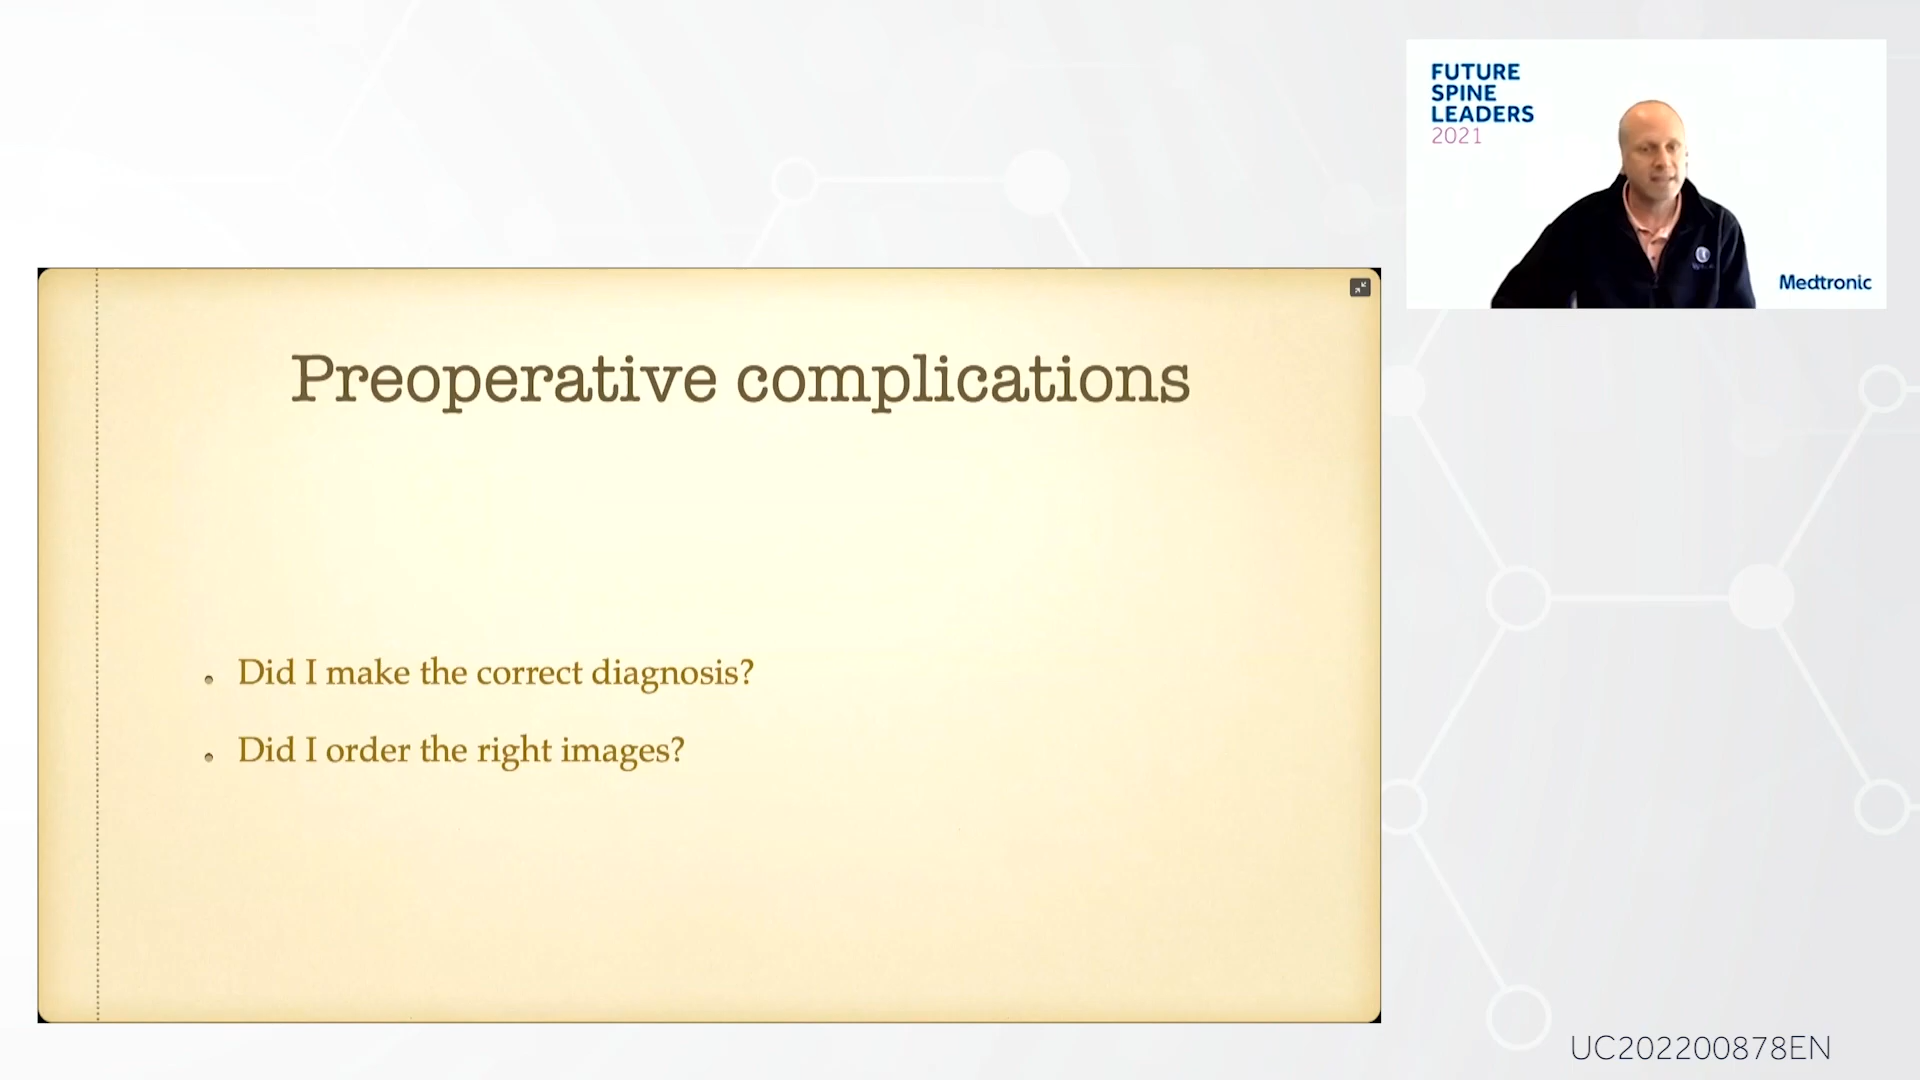 FUTURE
SPINE
LEADERS
2021
Medtronic
Preoperative complications
Did I make the correct diagnosis?
Did I order the right images?
UC202200878EN